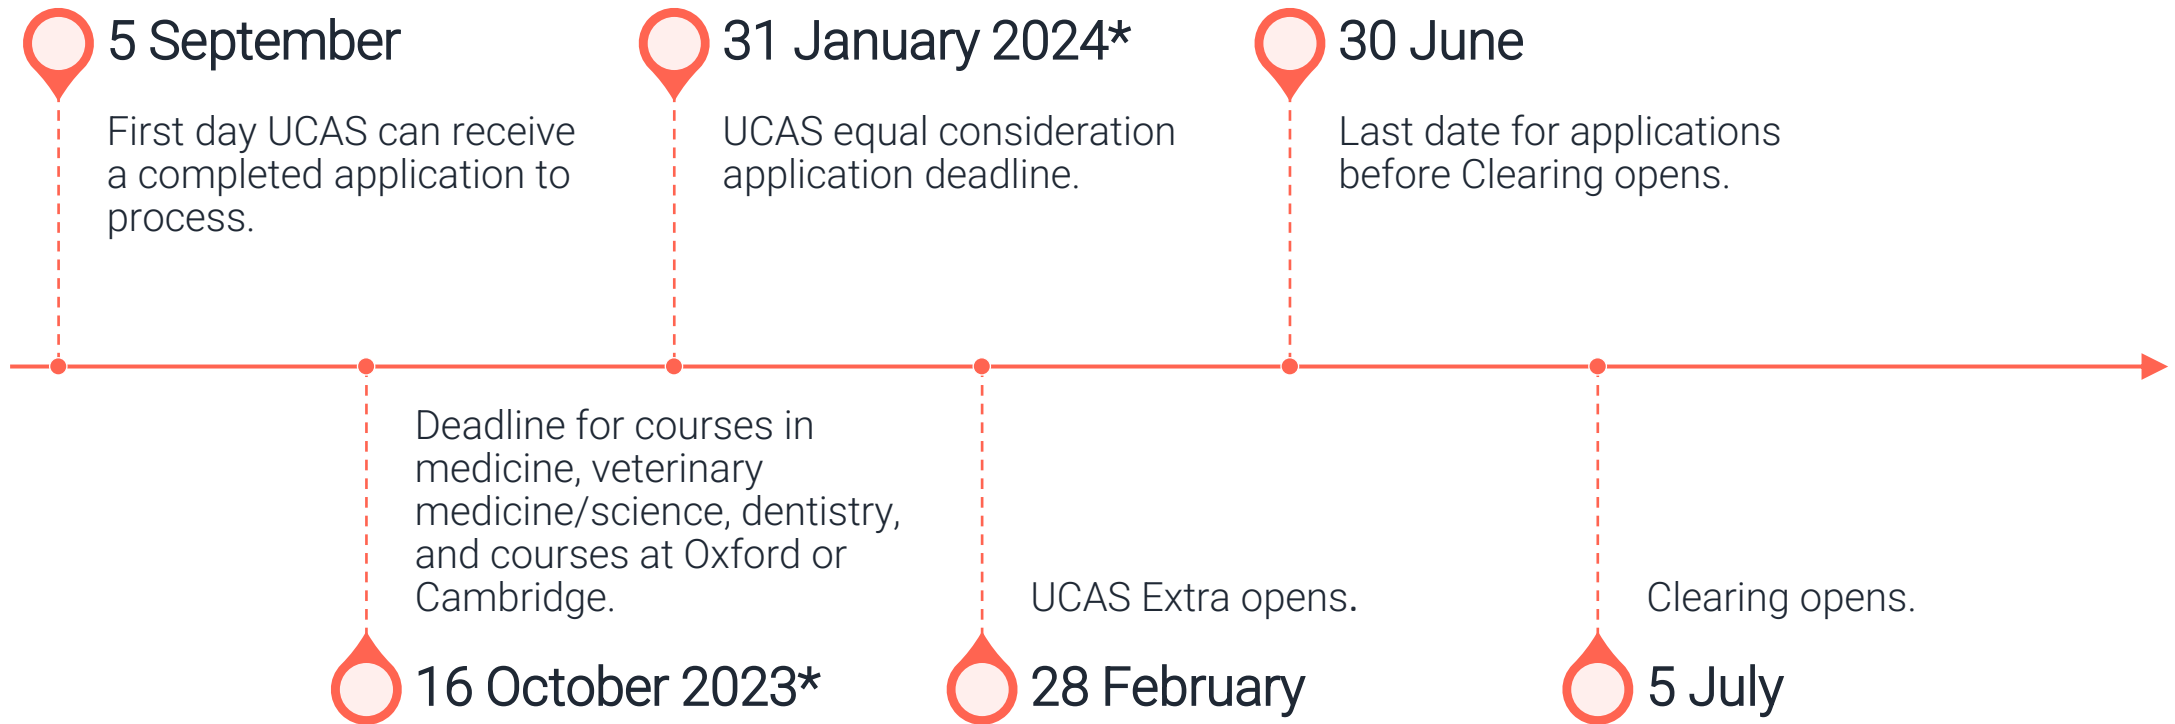 5 September
First day UCAS can receive
a completed application to
process.
16 October 2023*
Deadline for courses in
medicine, veterinary
medicine/science, dentistry,
and courses at Oxford or
Cambridge.
31 January 2024*
UCAS equal consideration
application deadline.
28 February
UCAS Extra opens.
30 June
Last date for applications
before Clearing opens.
5 July
Clearing opens.